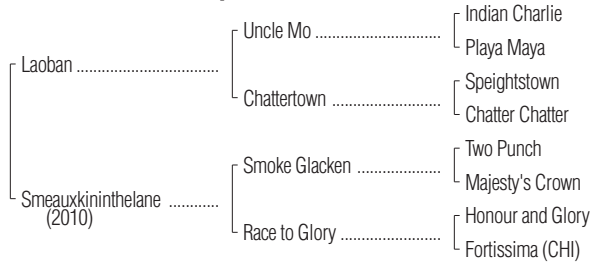 Indian Charlie
Uncle Mo ...............................
Playa Maya
Laoban ...................................
Speightstown
Chattertown ...........................
Chatter Chatter
Two Punch
Smoke Glacken .....................
Majesty's Crown
Smeauxkininthelane ............
(2010)
Honour and Glory
Race to Glory .........................
Fortissima (CHI)